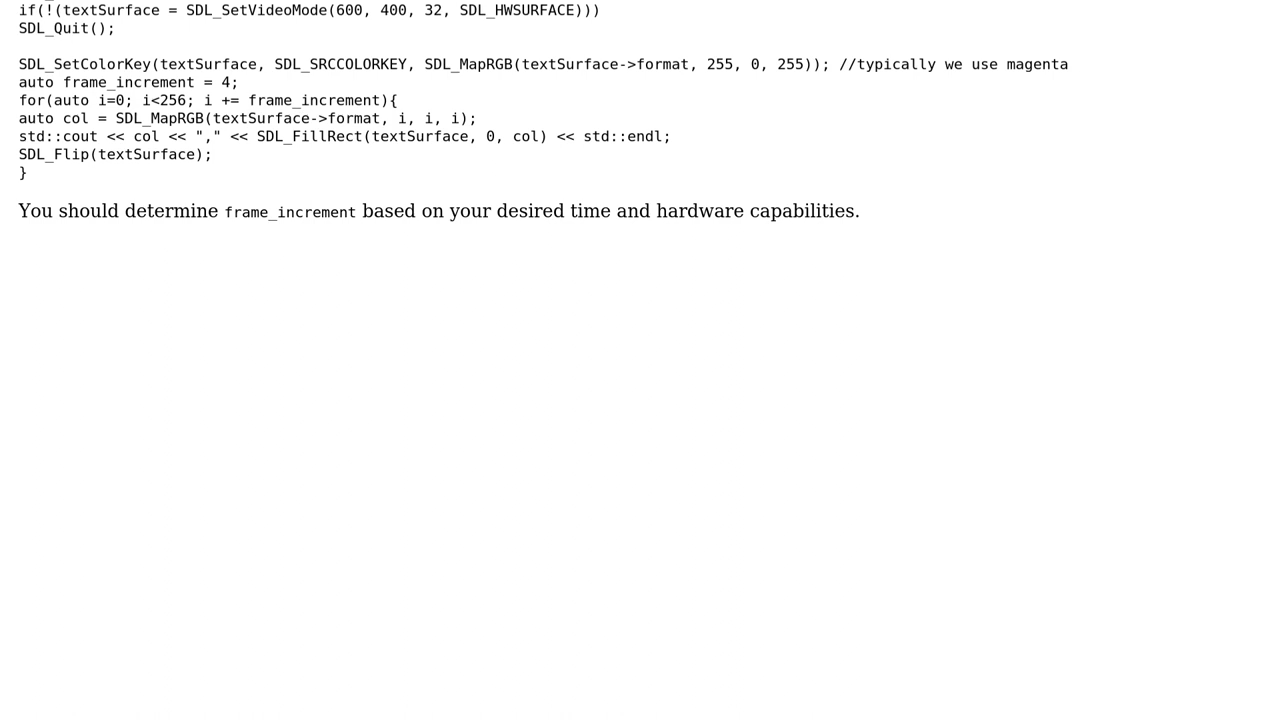 if(!(textSurface = SDL_SetVideoMode(600, 400, 32, SDL_HWSURFACE)))
SDL_Quit();
SDL_SetColorKey(textSurface, SDL_SRCCOLORKEY, SDL_MapRGB(textSurface->format, 255, 0, 255)); //typically we use magenta
auto frame_increment = 4;
for(auto i=0; i<256; i += frame_increment){
auto col = SDL_MapRGB(textSurface->format, i, i, i);
std::cout << col << "," << SDL_FillRect(textSurface, 0, col) << std::endl;
SDL_Flip(textSurface);
}
You should determine frame_increment based on your desired time and hardware capabilities.